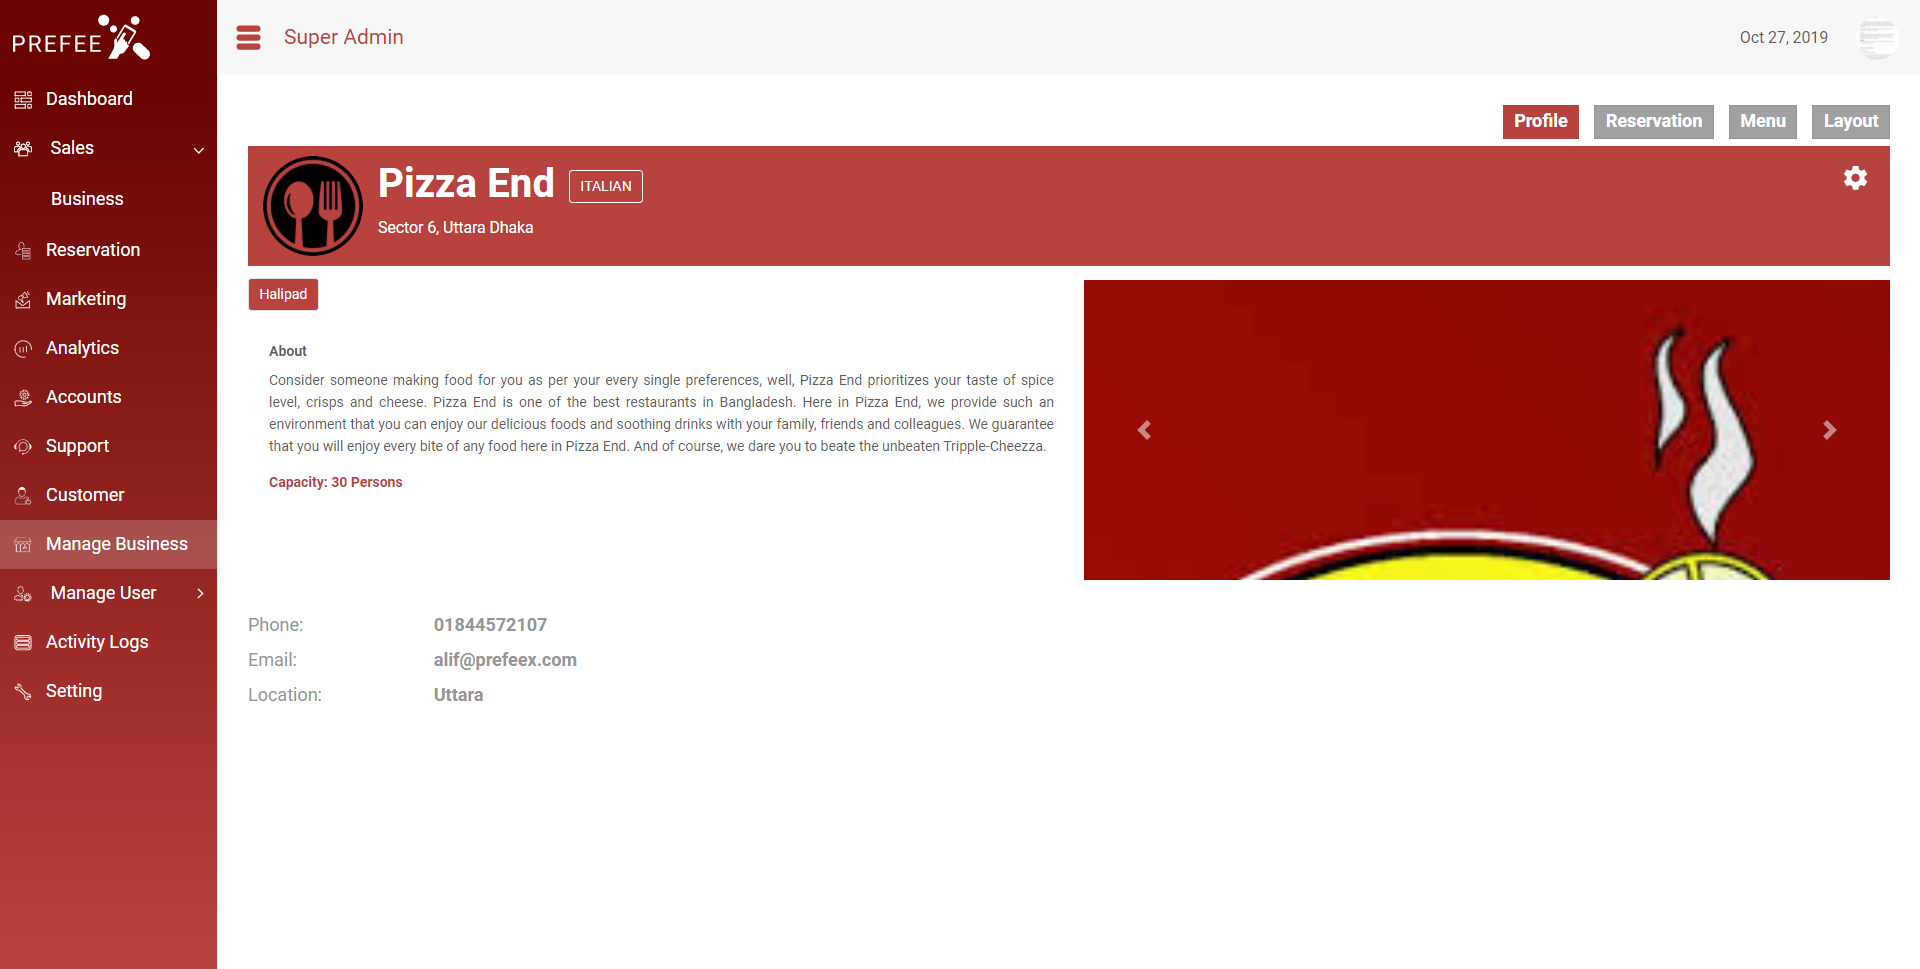 PREFEE
Super Admin
Oct 27, 2019
Dashboard
Sales
Business
Reservation
Marketing
Analytics
Accounts
Support
Customer
Manage Business
Manage User
Activity Logs
Setting
Profile
Reservation
Menu
Layout
Pizza End
ITALIAN
Sector 6, Uttara Dhaka
Halipad
About
Consider someone making food for you as per your every single preferences, well, Pizza End prioritizes your taste of spice
level, crisps and cheese. Pizza End is one of the best restaurants in Bangladesh. Here in Pizza End, we provide such an
environment that you can enjoy our delicious foods and soothing drinks with your family, friends and colleagues. We guarantee
that you will enjoy every bite of any food here in Pizza End. And of course, we dare you to beate the unbeaten Tripple-Cheezza.
Capacity: 30 Persons
Phone: 01844572107
Email: alif@prefeex.com
Location: Uttara